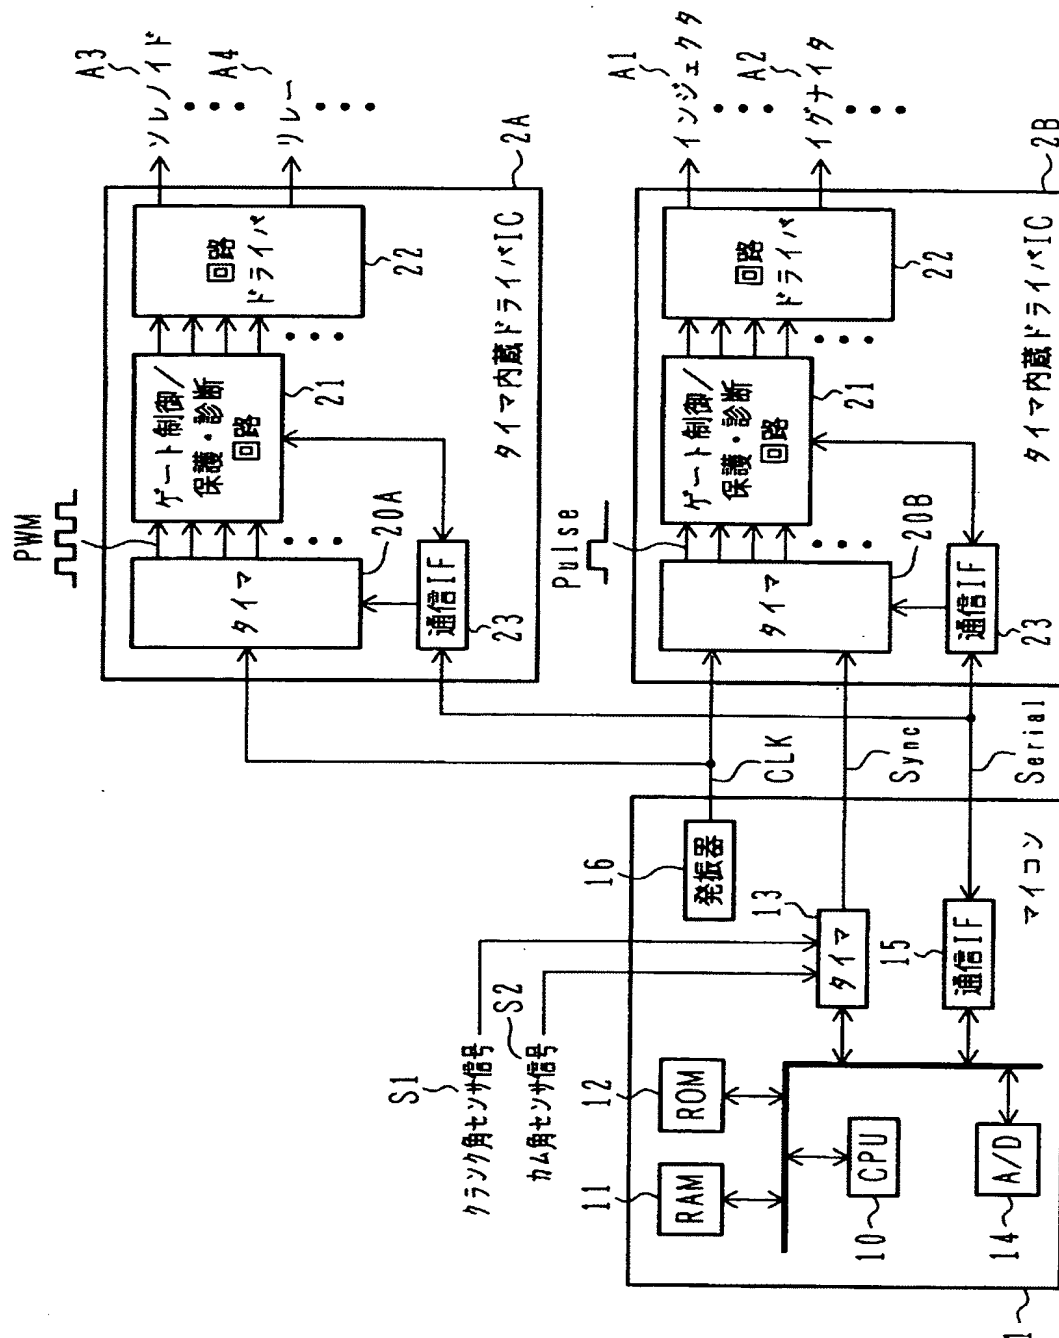 S1
クランク角センサ信号
S2
カム角センサ信号
11
RAM
12
ROM
10
CPU
14
A/D
16
発振器
13
タイマ
15
通信IF
マイコン
1
CLK
Sync
Serial
PWM
タイマ
20A
通信IF
23
ゲート制御/
保護・診断
回路
21
回路
ドライバ
22
タイマ内蔵ドライバIC
2A
A3
ソレノイド
A4
リレー
Pulse
タイマ
20B
通信IF
23
ゲート制御/
保護・診断
回路
21
回路
ドライバ
22
タイマ内蔵ドライバIC
2B
A1
インジェクタ
A2
イグナイタ